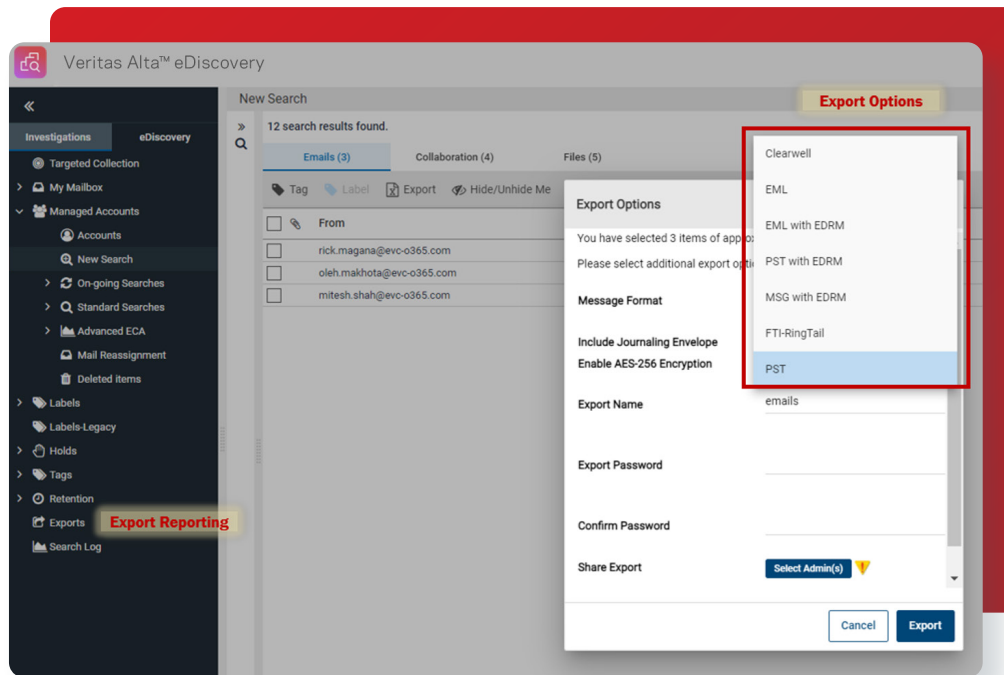 Veritas Alta™ eDiscovery
Investigations
eDiscovery
Targeted Collection
My Mailbox
Managed Accounts
Accounts
New Search
On-going Searches
Standard Searches
Advanced ECA
Mail Reassignment
Deleted items
Labels
Labels-Legacy
Holds
Tags
Retention
Exports
Export Reporting
Search Log
New Search
12 search results found.
Emails (3)
Collaboration (4)
Files (5)
Tag
Label
Export
Hide/Unhide Me
From
rick.magana@evc-o365.com
oleh.makhota@evc-o365.com
mitesh.shah@evc-o365.com
Export Options
Clearwell
EML
EML with EDRM
PST with EDRM
MSG with EDRM
FTI-RingTail
PST
Export Options
You have selected 3 items of
Please select additional export
Message Format
Include Journaling Envelope
Enable AES-256 Encryption
Export Name
emails
Export Password
Confirm Password
Share Export
Select Admin(s)
Cancel
Export